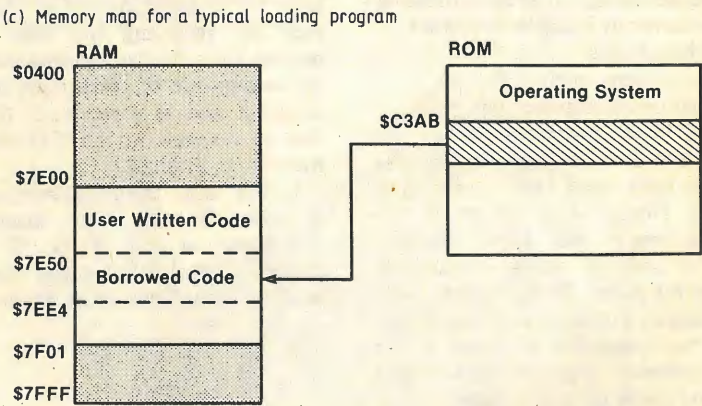 (c) Memory map for a typical loading program
RAM
$0400
$7E00
User Written Code
$7E50
Borrowed Code
$7EE4
$7F01
$7FFF
ROM
Operating System
$C3AB